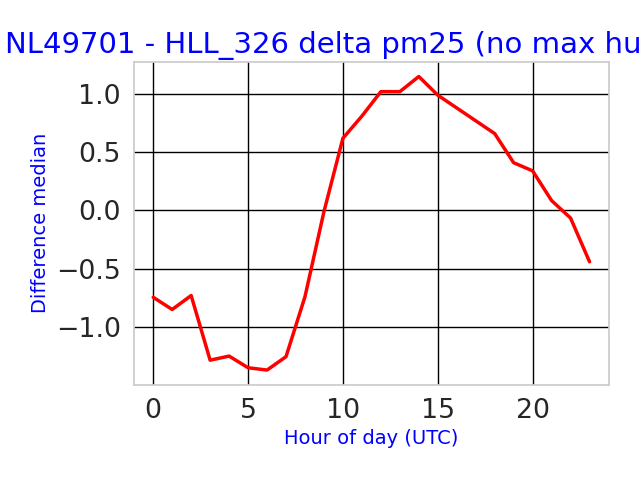 NL49701 - HLL_326 delta pm25 (no max hu
1.0
0.5
0.0
−0.5
−1.0
Difference median
0 5 10 15 20
Hour of day (UTC)